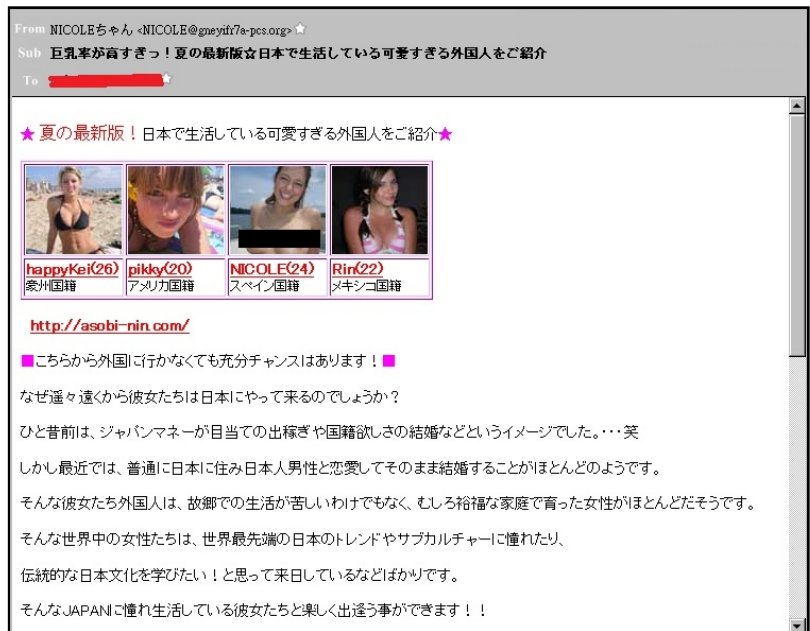 From NICOLEちゃん <NICOLE@gneyifr7a-pcs.org>
Sub 巨乳率が高すぎっ！夏の最新版☆日本で生活している可愛すぎる外国人をご紹介
To
★夏の最新版！日本で生活している可愛すぎる外国人をご紹介★
happyKei(26) pikky(20) NICOLE(24) Rin(22)
豪州国籍 アメリカ国籍 スペイン国籍 メキシコ国籍
http://asobi-nin.com/
■こちらから外国に行かなくても充分チャンスはあります！■
なぜ遥々遠くから彼女たちは日本にやって来るのでしょうか？
ひと昔前は、ジャパンマネーが目当ての出稼ぎや国籍欲しさの結婚などというイメージでした。・・・笑
しかし最近では、普通に日本に住み日本人男性と恋愛してそのまま結婚することがほとんどのようです。
そんな彼女たち外国人は、故郷での生活が苦しいわけでもなく、むしろ裕福な家庭で育った女性がほとんどだそうです。
そんな世界中の女性たちは、世界最先端の日本のトレンドやサブカルチャーに憧れたり、
伝統的な日本文化を学びたい！と思って来日しているなどばかりです。
そんなJAPANに憧れ生活している彼女たちと楽しく出逢う事ができます！！